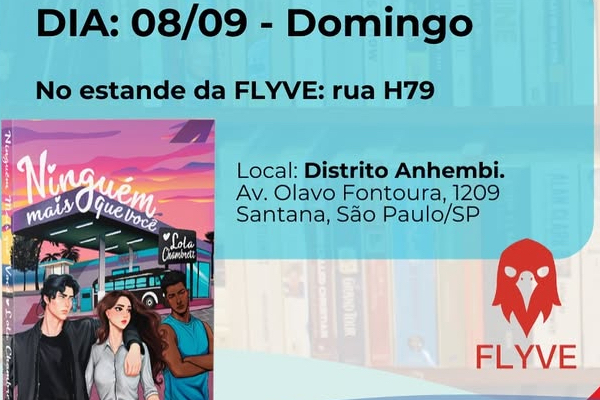 DIA: 08/09 - Domingo
No estande da FLYVE: rua H79
Local: Distrito Anhembi.
Av. Olavo Fontoura, 1209
Santana, São Paulo/SP
Ninguém
mais que você
Lola
Chambrett
FLYVE